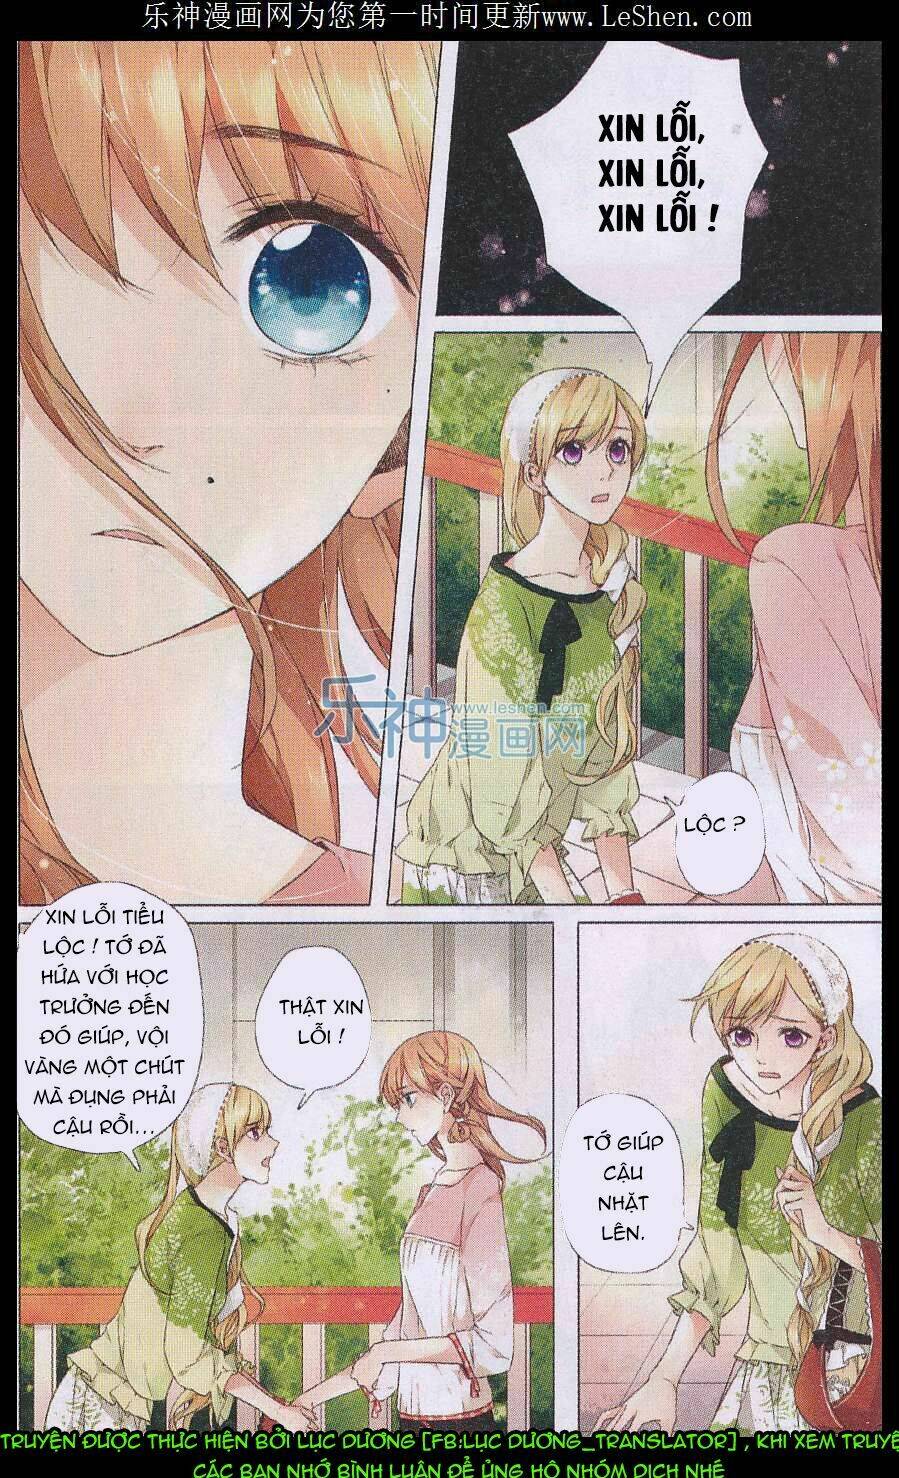 乐神漫画网为您第一时间更新www.LeShen.com
XIN LỖI,
XIN LỖI,
XIN LỖI !
乐神漫画网
www.leshen.com
LỘC ?
XIN LỖI TIỂU
LỘC ! TỚ ĐÃ
HỨA VỚI HỌC
TRƯỞNG ĐẾN
ĐÓ GIÚP, VỘI
VÀNG MỘT CHÚT
MÀ ĐỤNG PHẢI
CẬU RỒI...
THẬT XIN
LỖI !
TỚ GIÚP
CẬU
NHẶT
LÊN.
TRUYỆN ĐƯỢC THỰC HIỆN BỞI LỤC DƯƠNG [FB:LỤC DƯƠNG_TRANSLATOR] , KHI XEM TRUYỆ
CÁC BẠN NHỚ BÌNH LUẬN ĐỂ ỦNG HỘ NHÓM DỊCH NHÉ